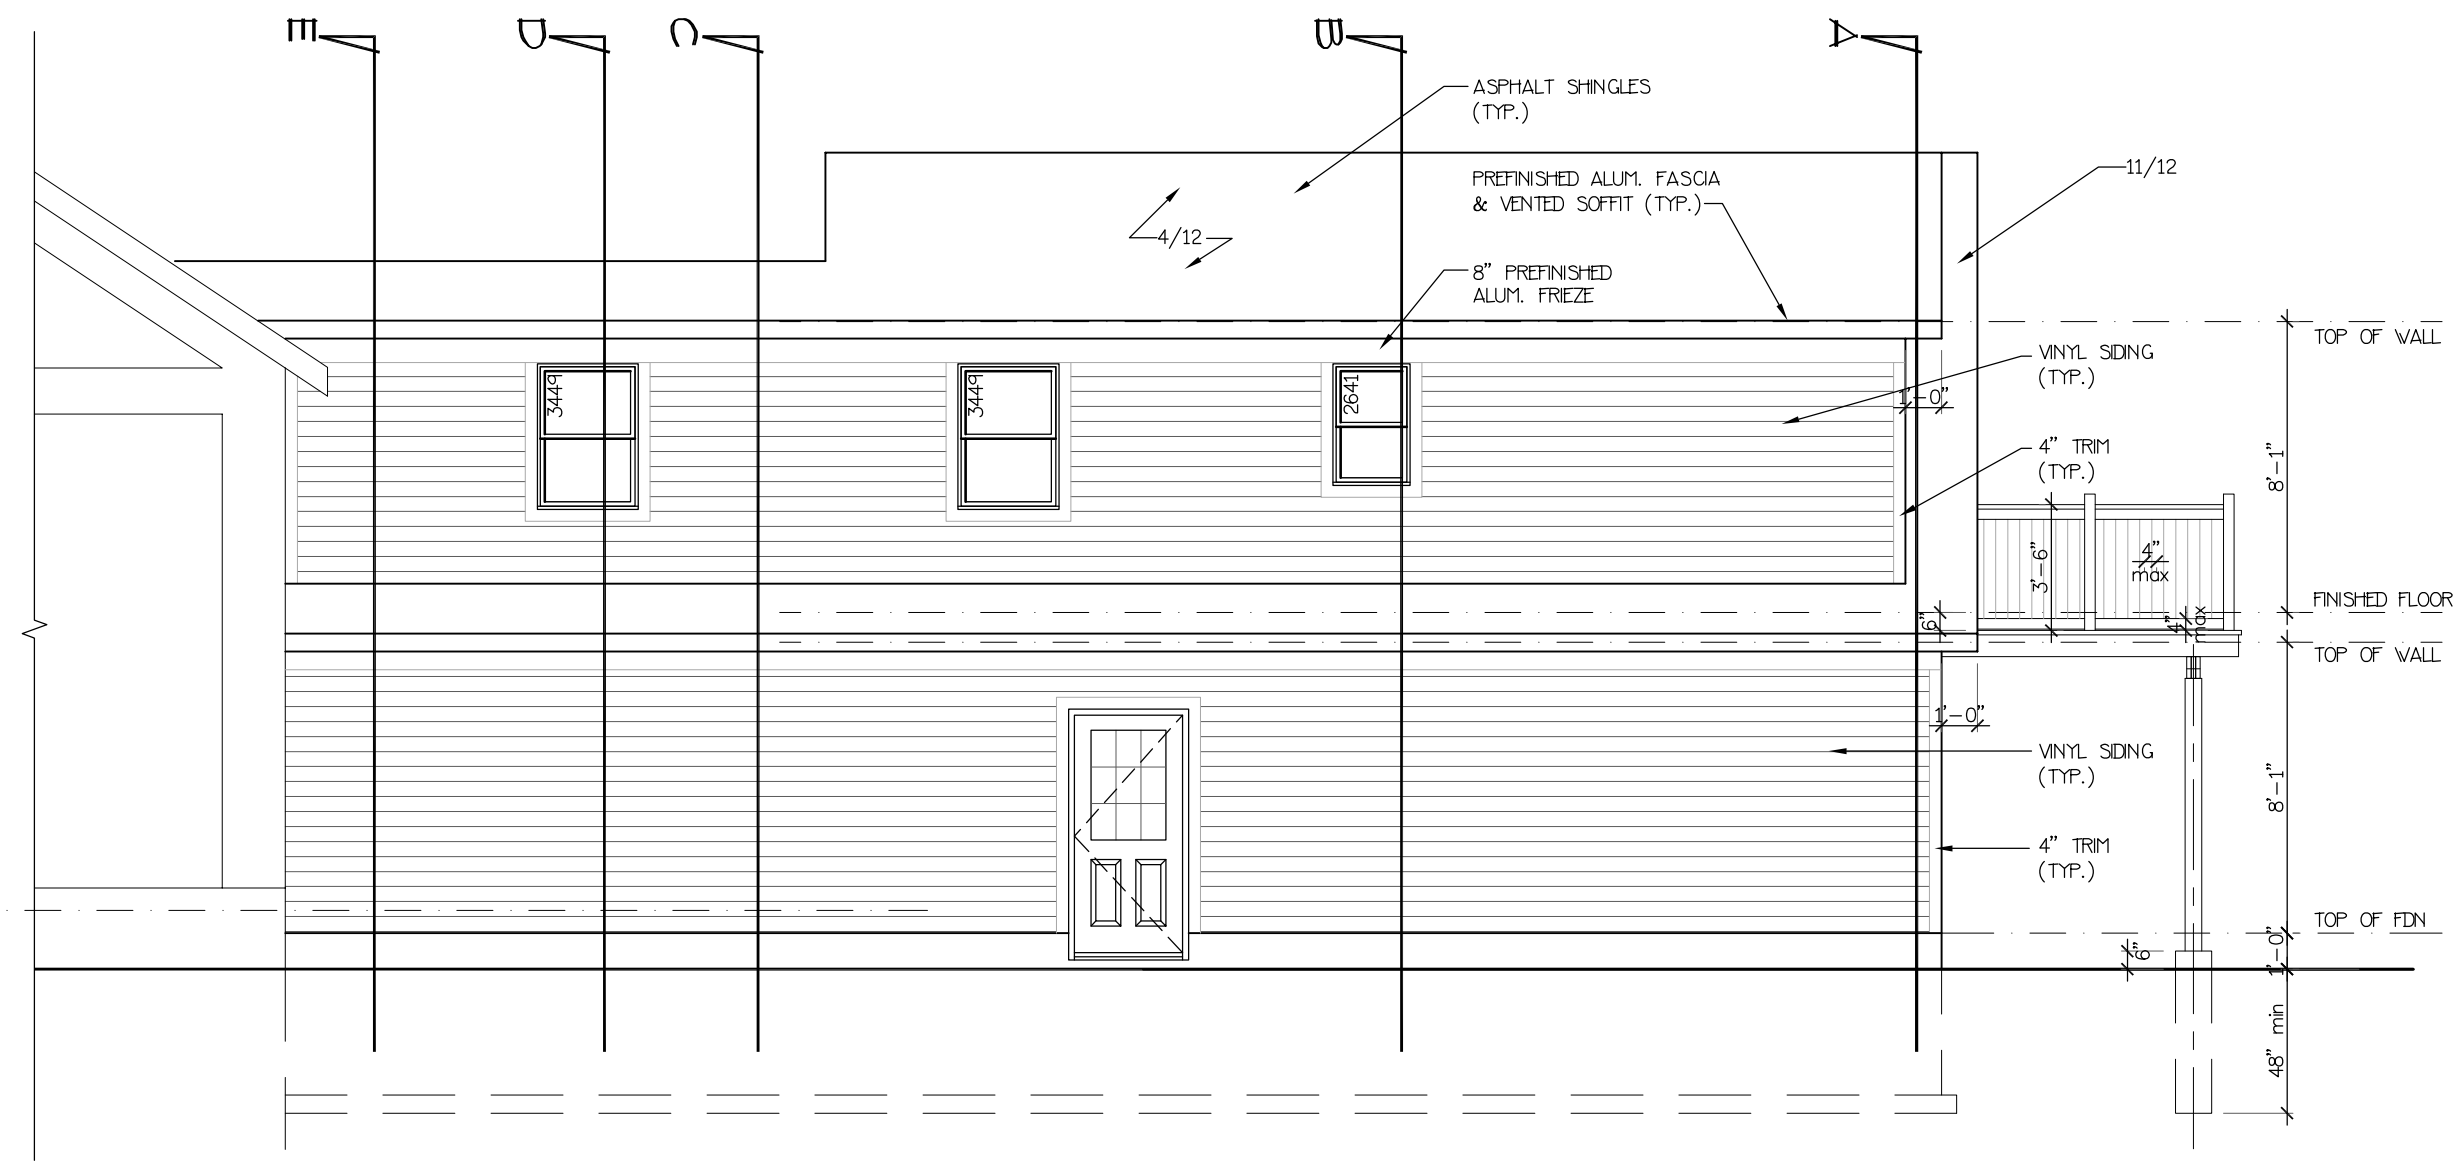 E
D
C
B
A
ASPHALT SHINGLES
(TYP.)
11/12
PREFINISHED ALUM. FASCIA
& VENTED SOFFIT (TYP.)
4/12
8" PREFINISHED
ALUM. FRIEZE
TOP OF WALL
VINYL SIDING
(TYP.)
3449
3449
2641
1'-0"
4" TRIM
(TYP.)
8'-1"
3'-6"
4"
max
FINISHED FLOOR
6"
4"
max
TOP OF WALL
1'-0"
VINYL SIDING
(TYP.)
8'-1"
4" TRIM
(TYP.)
TOP OF FDN
6"
1'-0"
48" min